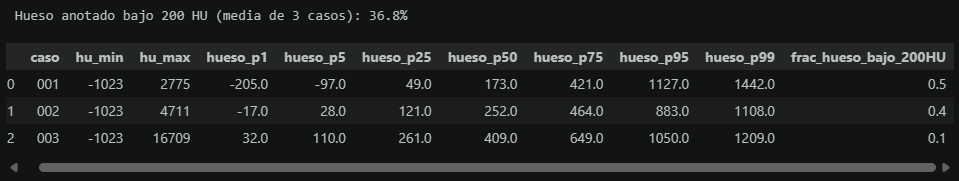 Hueso anotado bajo 200 HU (media de 3 casos): 36.8%
caso hu_min hu_max hueso_p1 hueso_p5 hueso_p25 hueso_p50 hueso_p75 hueso_p95 hueso_p99 frac_hueso_bajo_200HU
0 001 -1023 2775 -205.0 -97.0 49.0 173.0 421.0 1127.0 1442.0 0.5
1 002 -1023 4711 -17.0 28.0 121.0 252.0 464.0 883.0 1108.0 0.4
2 003 -1023 16709 32.0 110.0 261.0 409.0 649.0 1050.0 1209.0 0.1